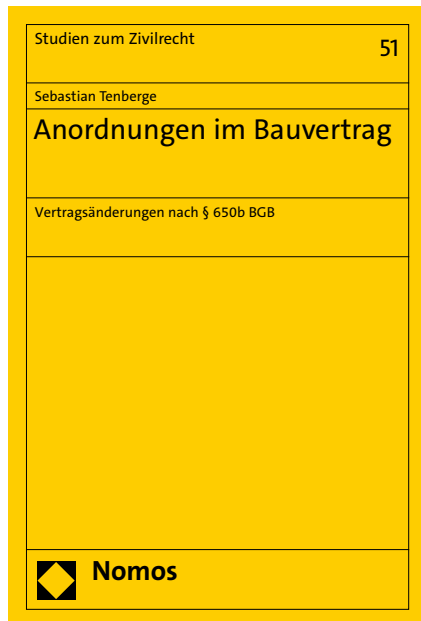 Studien zum Zivilrecht
51
Sebastian Tenberge
Anordnungen im Bauvertrag
Vertragsänderungen nach § 650b BGB
Nomos